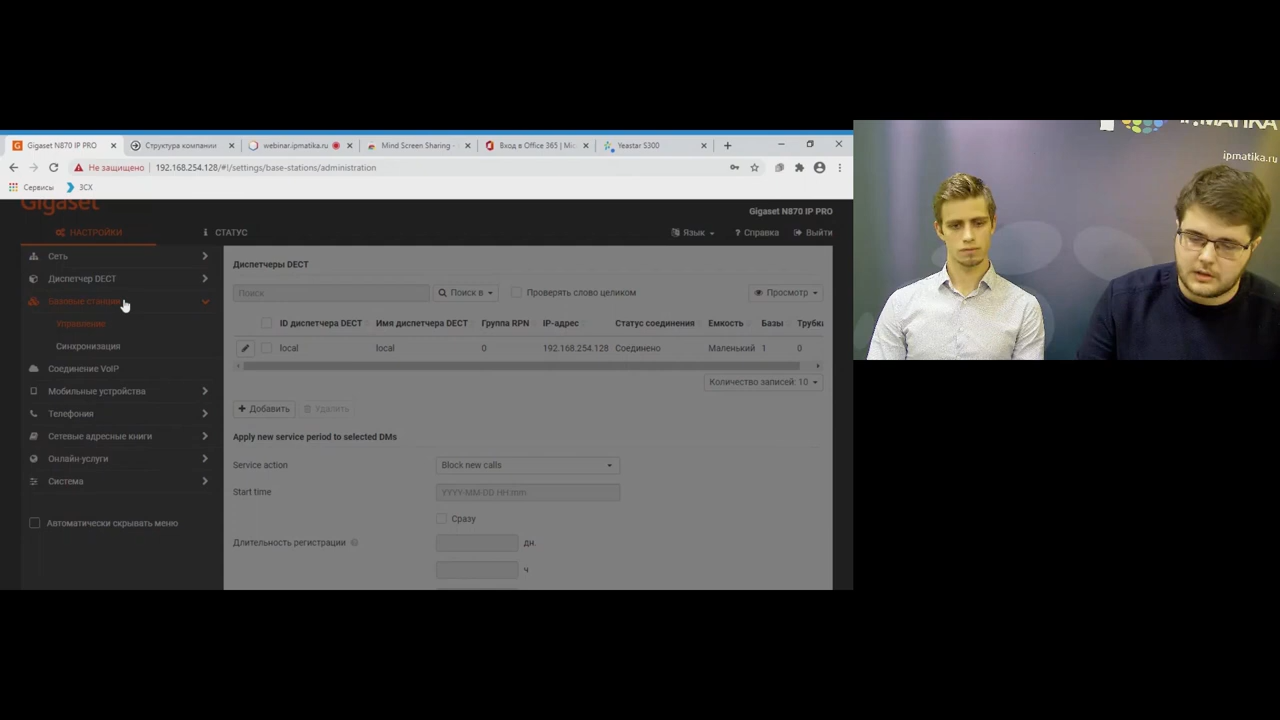 Gigaset N870 IP PRO
Структура компании
webinar.ipmatika.ru
Mind Screen Sharing -
Вход в Office 365 | Mic
Yeastar S300
Не защищено
192.168.254.128/#!/settings/base-stations/administration
Сервисы
3CX
Gigaset
Gigaset N870 IP PRO
НАСТРОЙКИ
СТАТУС
Язык
Справка
Выйти
Сеть
Диспетчер DECT
Базовые станции
Управление
Синхронизация
Соединение VoIP
Мобильные устройства
Телефония
Сетевые адресные книги
Онлайн-услуги
Система
Автоматически скрывать меню
Диспетчеры DECT
Поиск
Поиск в
Проверять слово целиком
Просмотр
ID диспетчера DECT Имя диспетчера DECT Группа RPN IP-адрес Статус соединения Емкость Базы Трубки
local local 0 192.168.254.128 Соединено Маленький 1 0
Количество записей: 10
Добавить
Удалить
Apply new service period to selected DMs
Service action
Block new calls
Start time
YYYY-MM-DD HH:mm
Сразу
Длительность регистрации
дн.
ч
IPMATIKA
ipmatika.ru